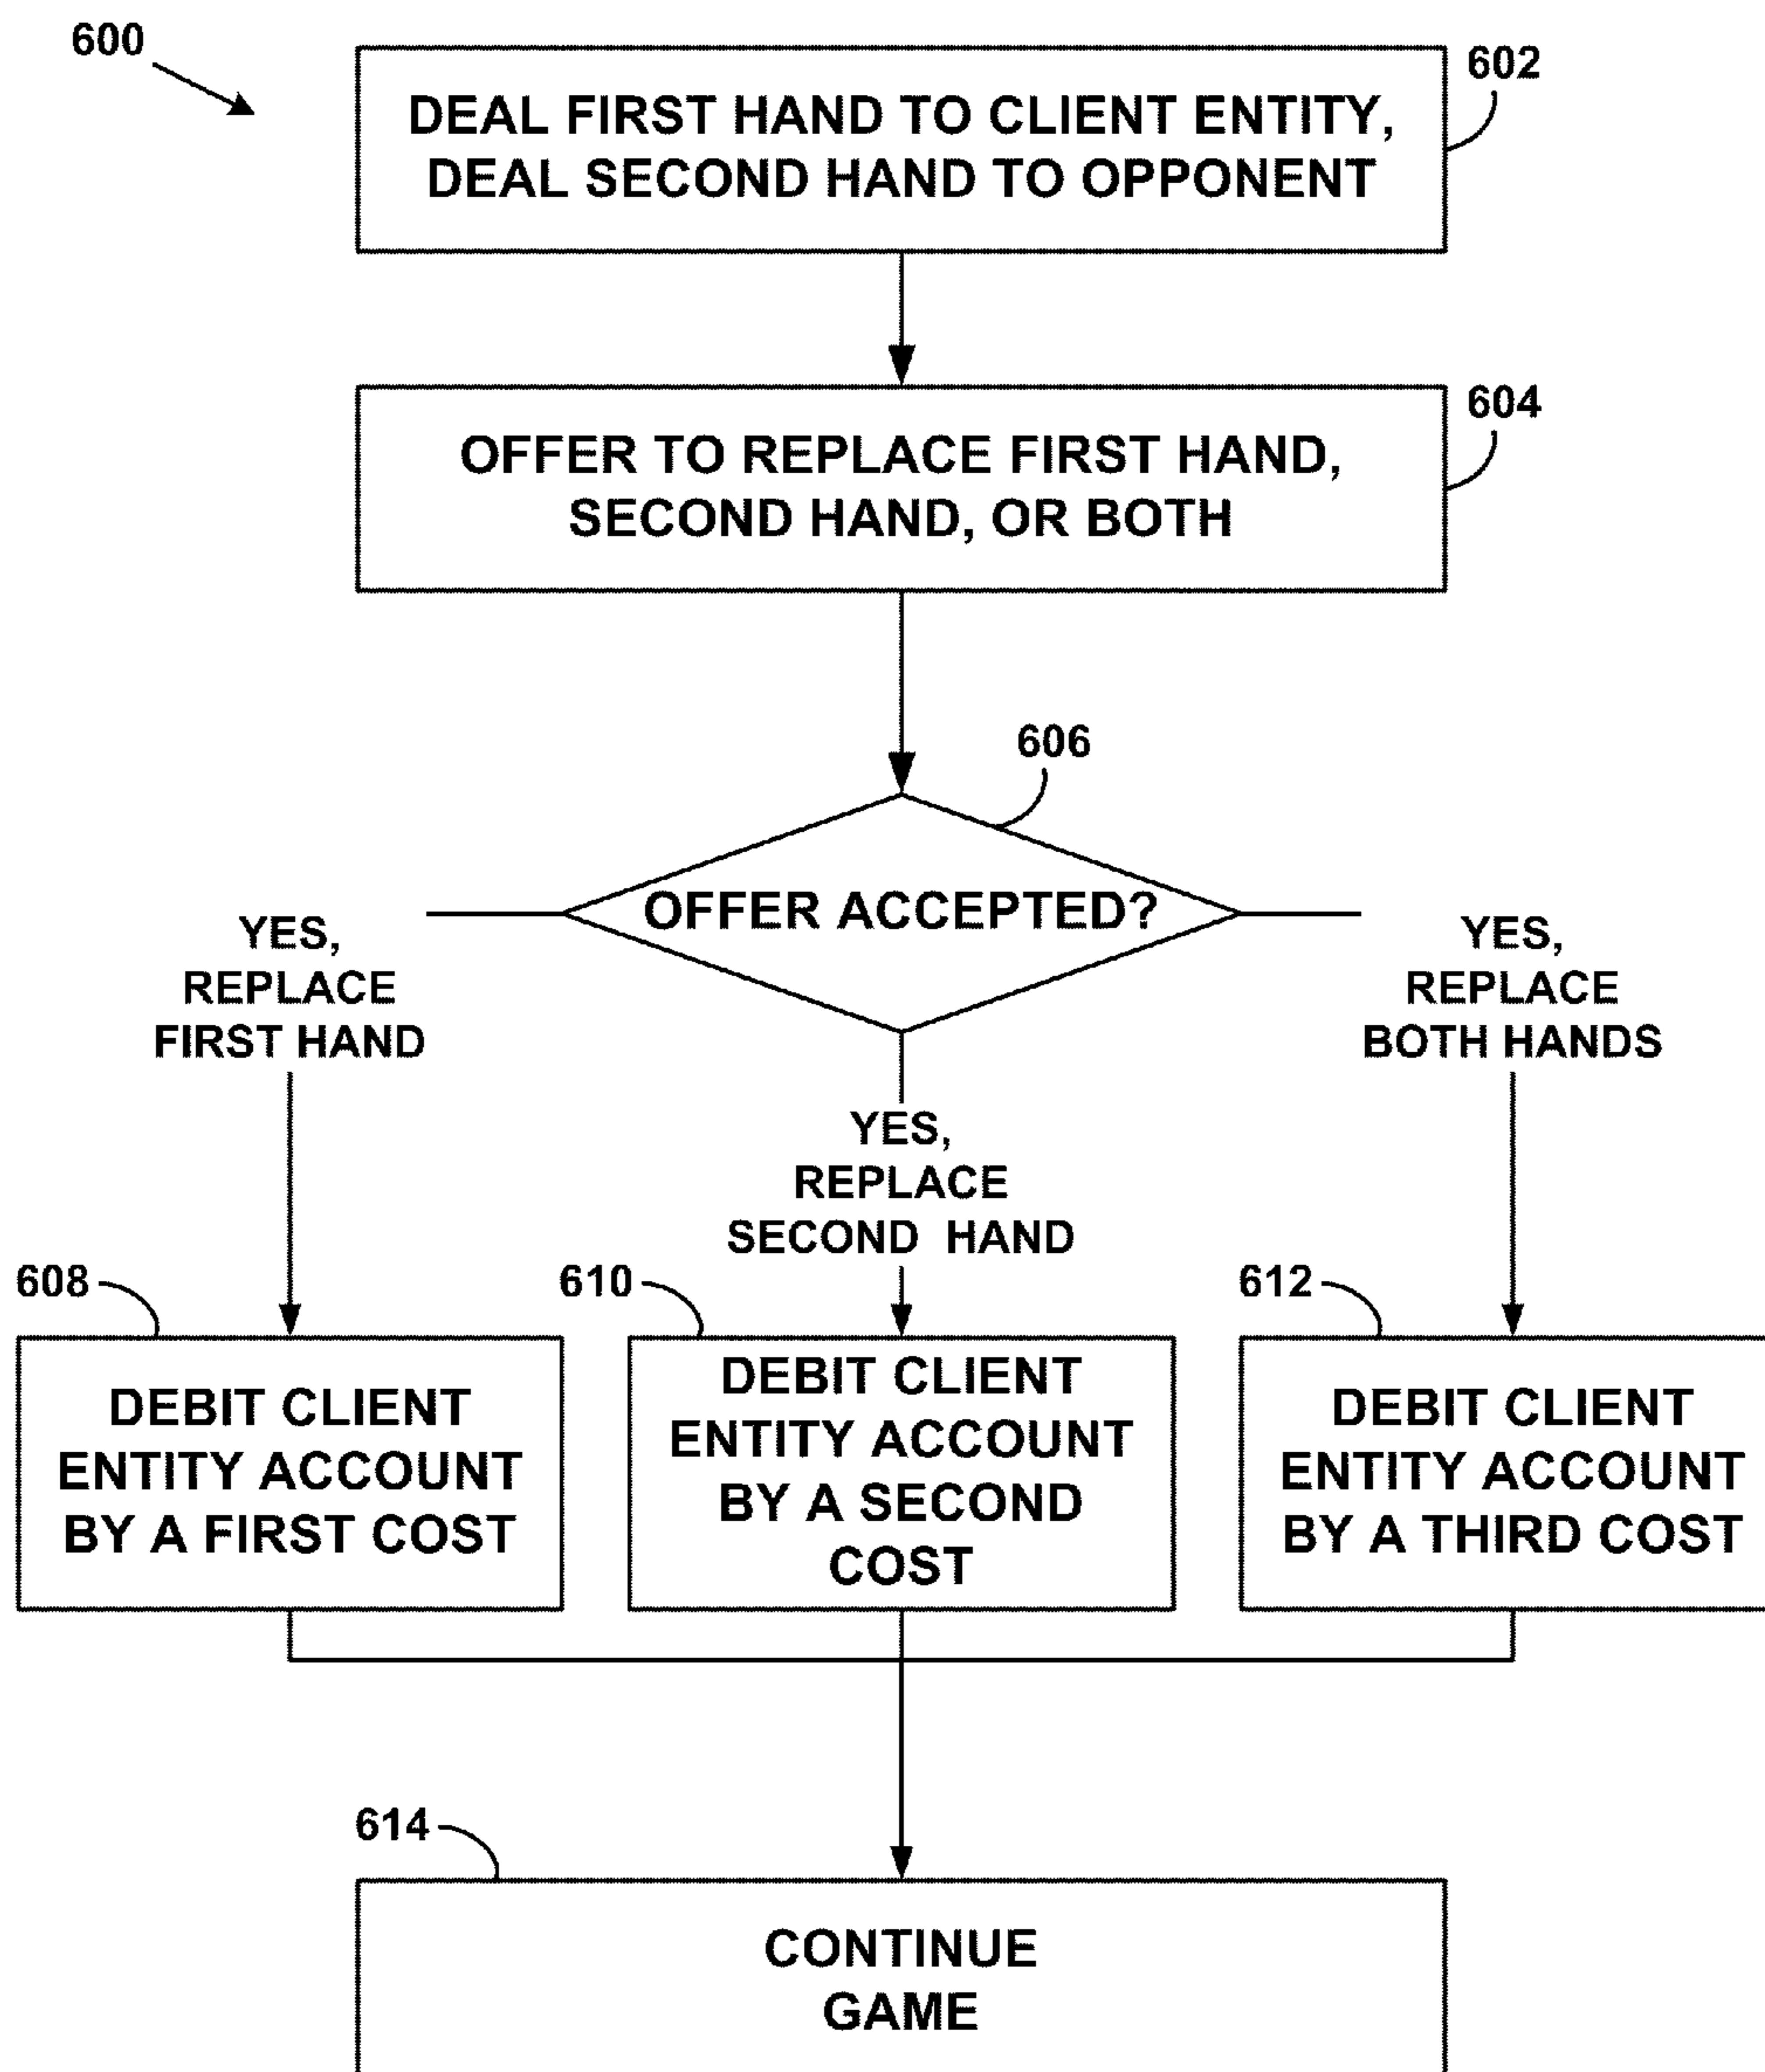 600
602
DEAL FIRST HAND TO CLIENT ENTITY,
DEAL SECOND HAND TO OPPONENT
604
OFFER TO REPLACE FIRST HAND,
SECOND HAND, OR BOTH
606
OFFER ACCEPTED?
YES,
REPLACE
FIRST HAND
YES,
REPLACE
SECOND HAND
YES,
REPLACE
BOTH HANDS
608
DEBIT CLIENT
ENTITY ACCOUNT
BY A FIRST COST
610
DEBIT CLIENT
ENTITY ACCOUNT
BY A SECOND
COST
612
DEBIT CLIENT
ENTITY ACCOUNT
BY A THIRD COST
614
CONTINUE
GAME